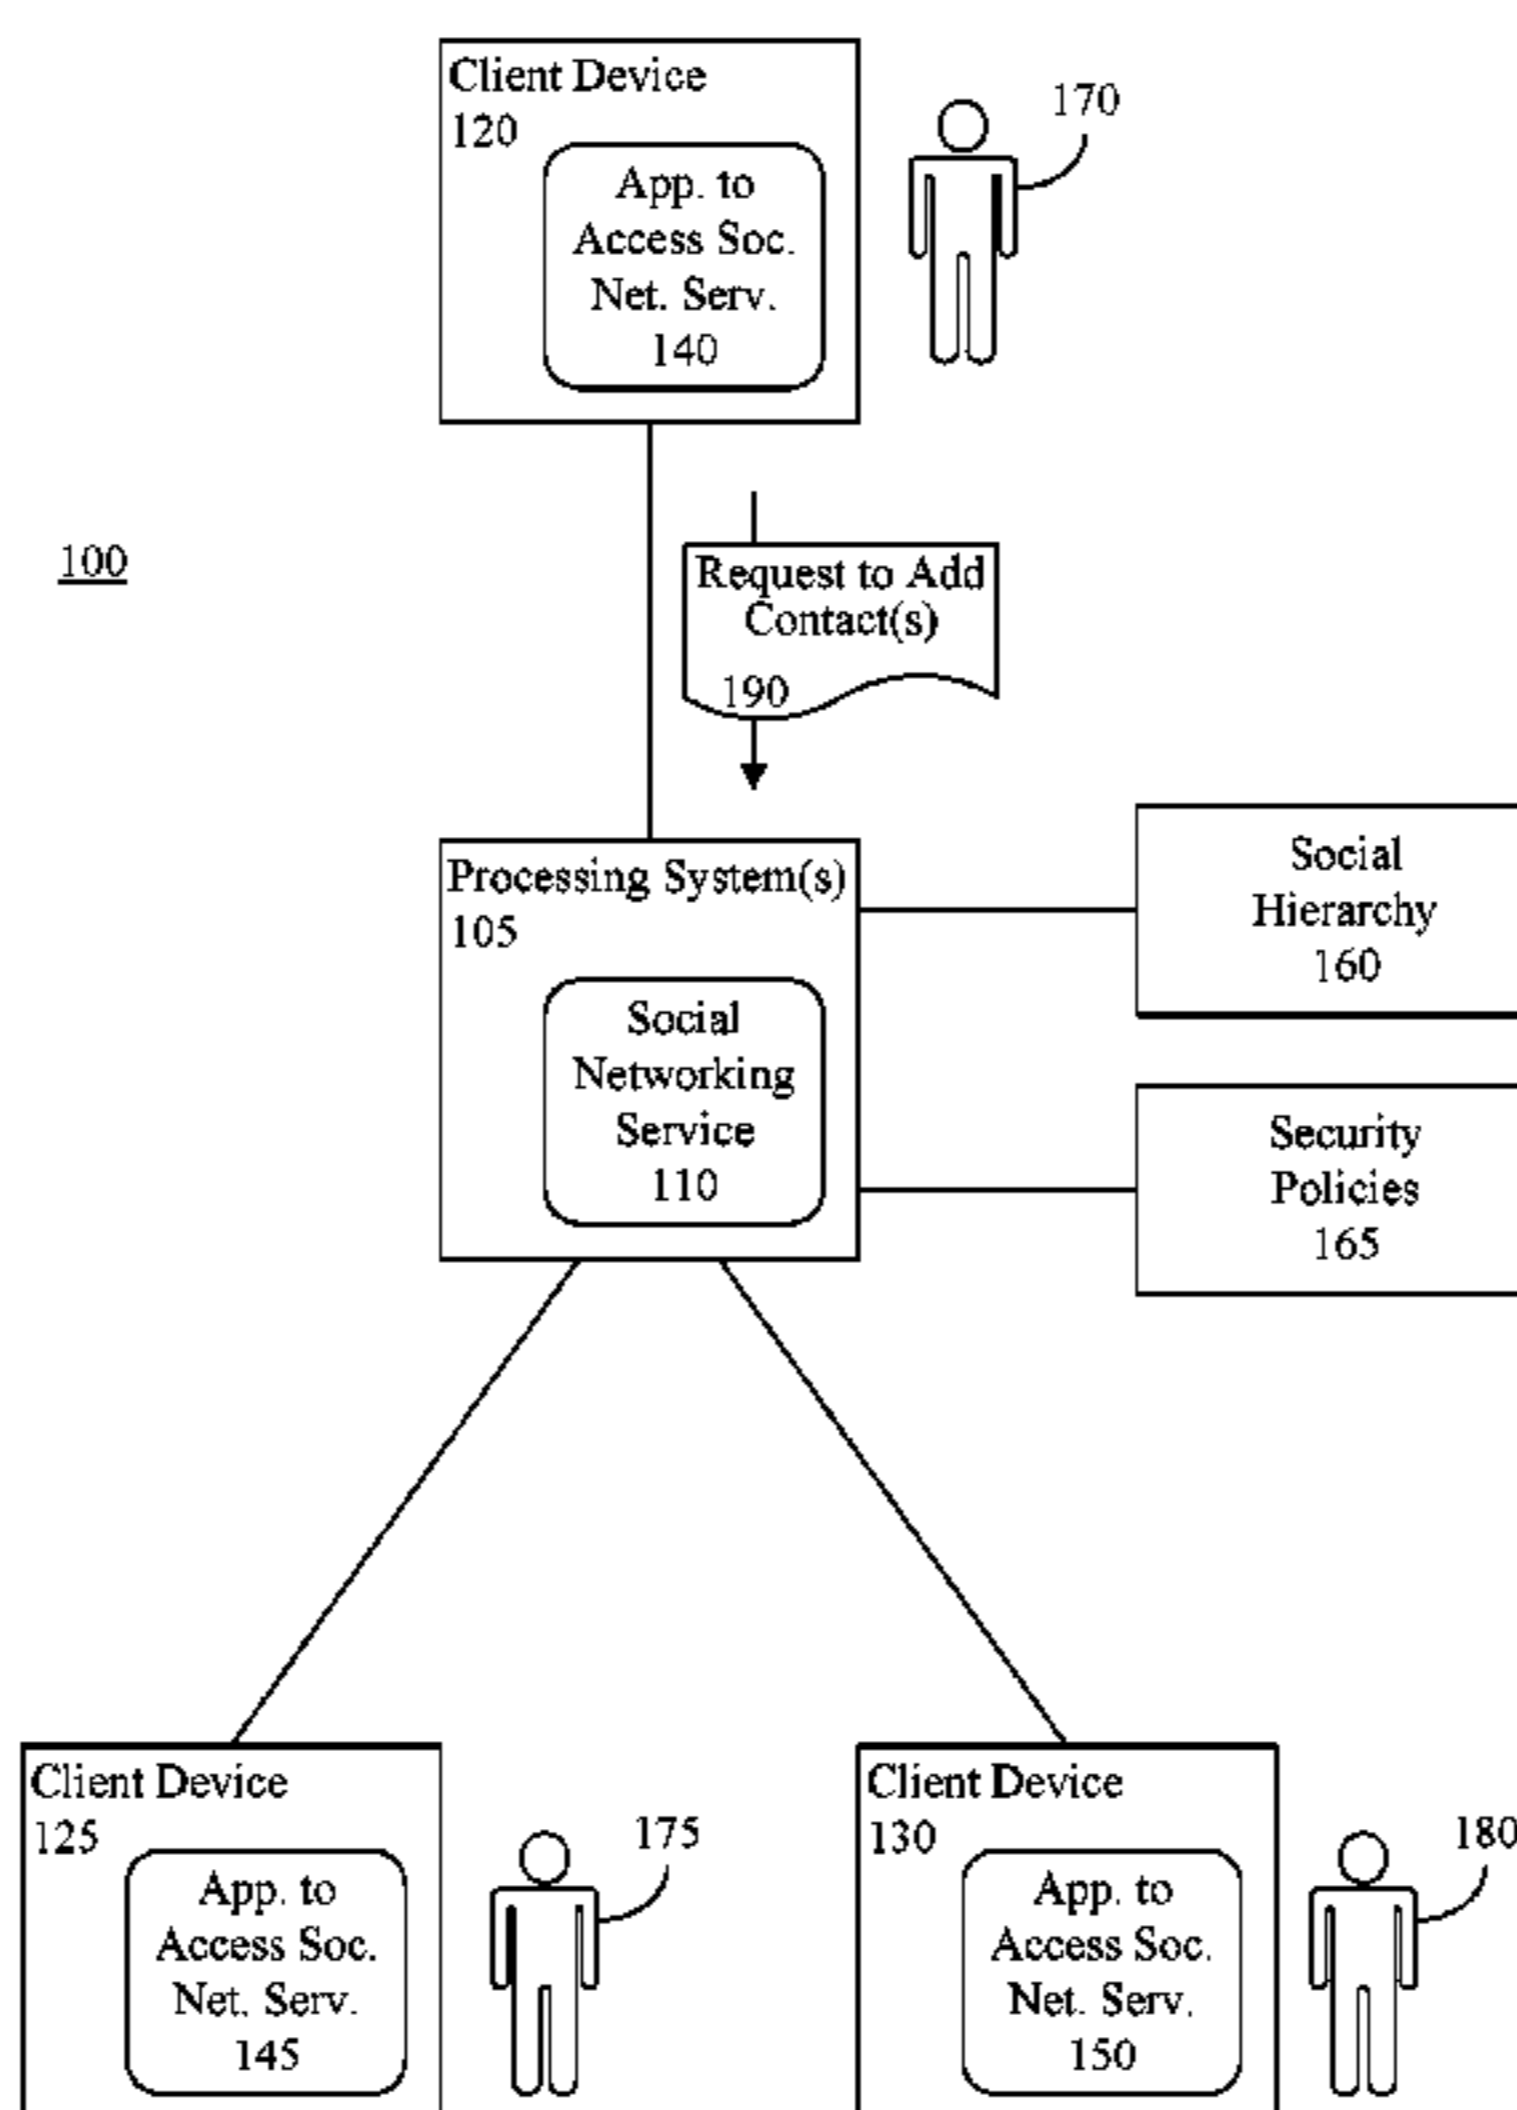 Client Device
120
App. to
Access Soc.
Net. Serv.
140
170
100
Request to Add
Contact(s)
190
Processing System(s)
105
Social
Networking
Service
110
Social
Hierarchy
160
Security
Policies
165
Client Device
125
App. to
Access Soc.
Net. Serv.
145
175
Client Device
130
App. to
Access Soc.
Net. Serv.
150
180